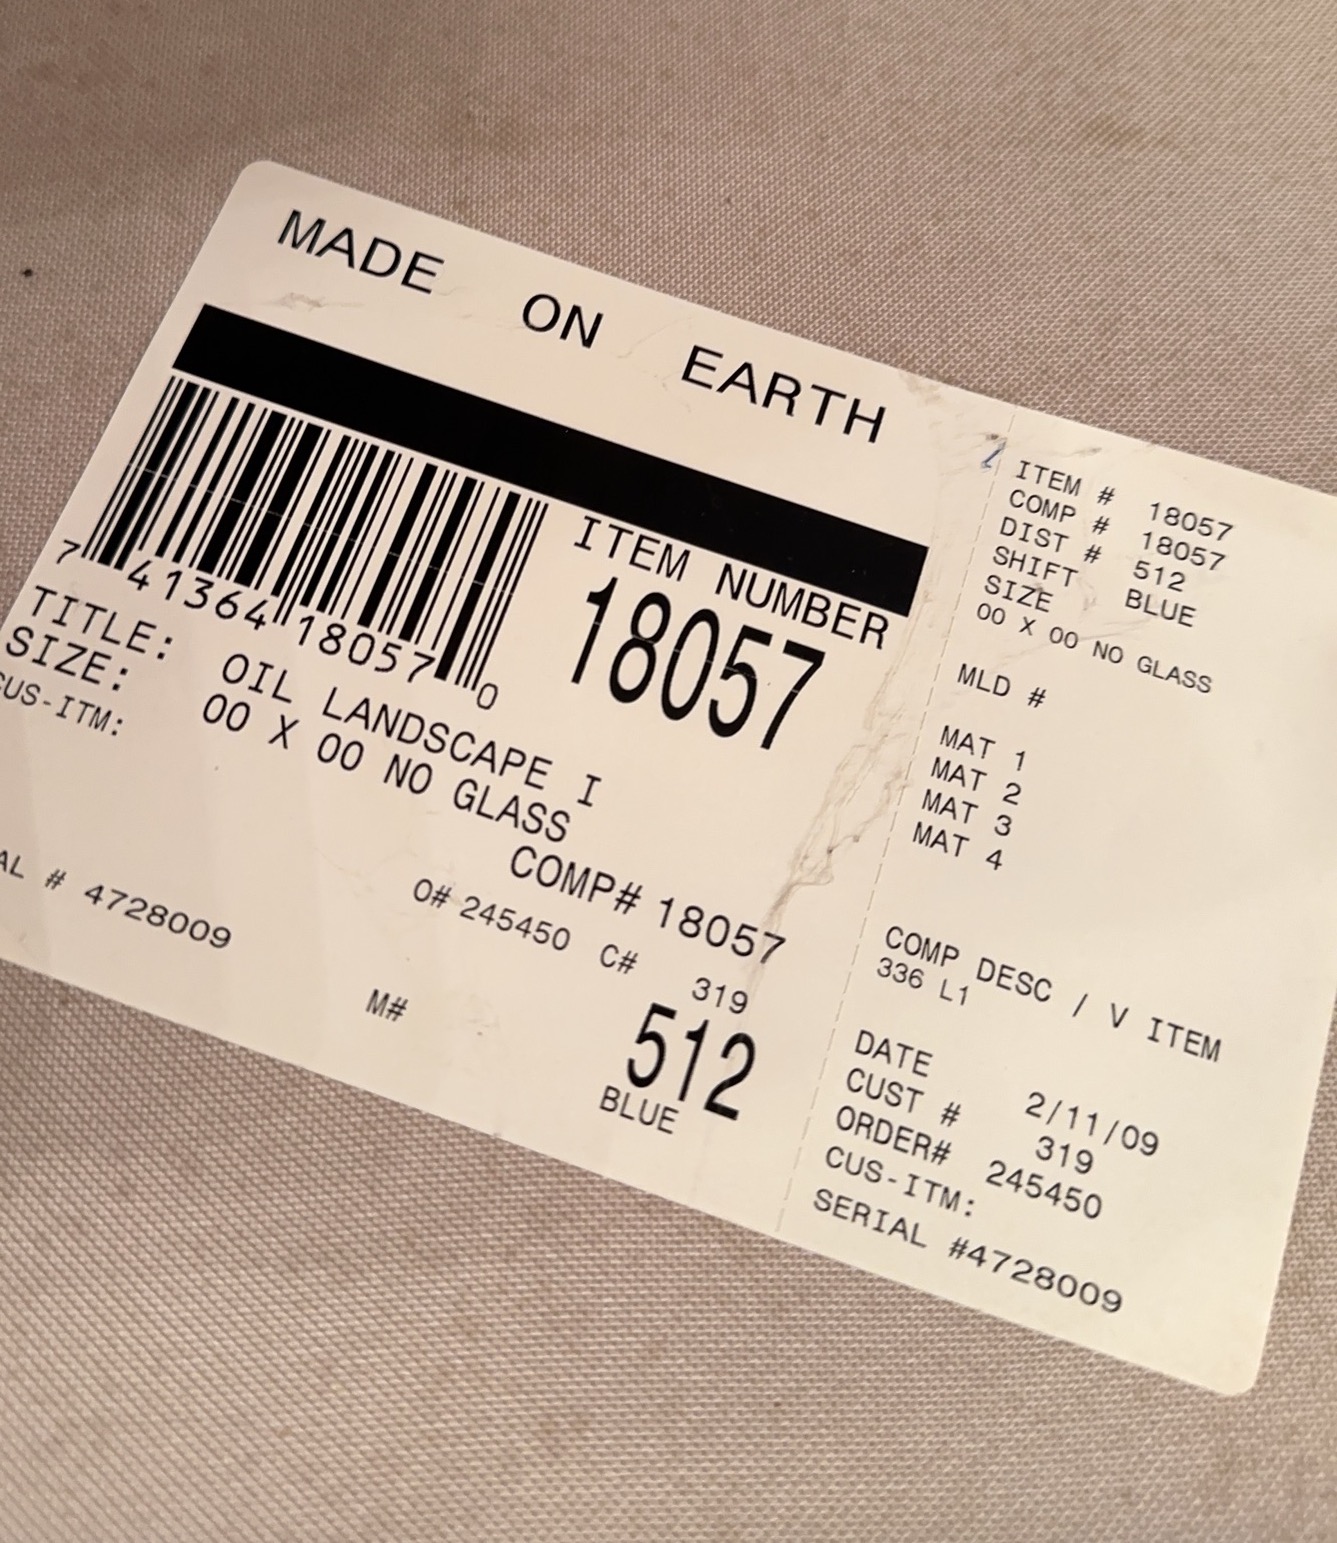 MADE ON EARTH
ITEM NUMBER
18057
7 41364 18057 0
TITLE: OIL LANDSCAPE I
SIZE: 00 X 00 NO GLASS
CUS-ITM:
COMP# 18057
O# 245450 C# 319
AL # 4728009
M#
512
BLUE
ITEM # 18057
COMP # 18057
DIST # 512
SHIFT BLUE
SIZE
00 X 00 NO GLASS
MLD #
MAT 1
MAT 2
MAT 3
MAT 4
COMP DESC / V ITEM
336 L1
DATE 2/11/09
CUST # 319
ORDER# 245450
CUS-ITM:
SERIAL #4728009